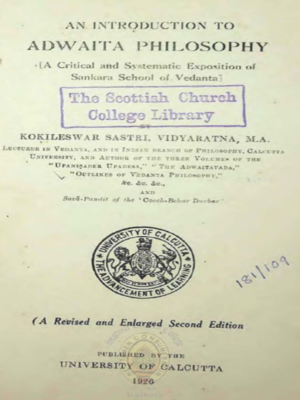 AN INTRODUCTION TO
ADWAITA PHILOSOPHY
[A Critical and Systematic Exposition of
Sankara School of Vedanta]
The Scottish Church
College Library
BY
KOKILESWAR SASTRI, VIDYARATNA, M.A.
LECTURER IN VEDANTA, AND IN INDIAN BRANCH OF PHILOSOPHY, CALCUTTA
UNIVERSITY, AND AUTHOR OF THE THREE VOLUMES OF THE
"UPANISADER UPADESA," "THE ADWAITAVADA,"
"OUTLINES OF VEDANTA PHILOSOPHY,"
&c. &c. &c.,
AND
Savā-Pandit of the "Cooch-Behar Durbar"
UNIVERSITY OF CALCUTTA
THE ADVANCEMENT OF LEARNING
181/109
(A Revised and Enlarged Second Edition
PUBLISHED BY THE
UNIVERSITY OF CALCUTTA
1926